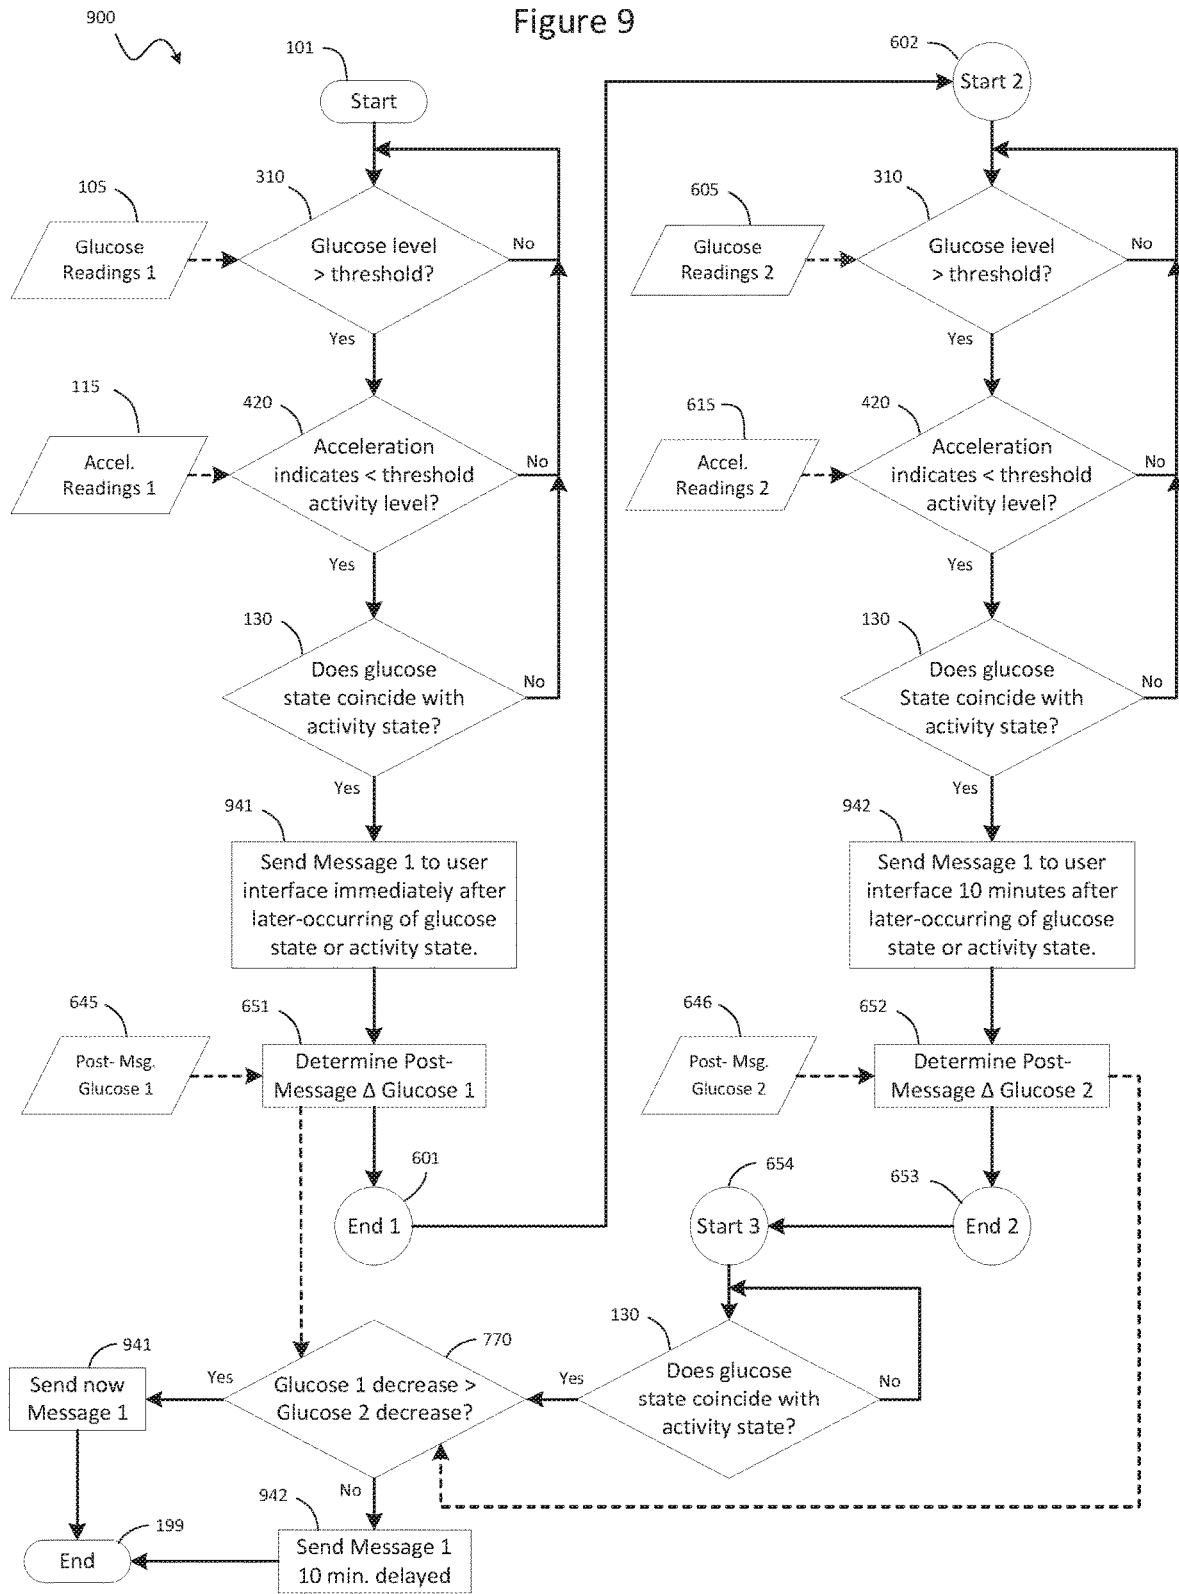 Figure 9
900
101
Start
310
105
Glucose
Readings 1
Glucose level
> threshold?
No
Yes
115
420
Accel.
Readings 1
Acceleration
indicates < threshold
activity level?
No
Yes
130
Does glucose
state coincide with
activity state?
No
Yes
941
Send Message 1 to user
interface immediately after
later-occurring of glucose
state or activity state.
645
651
Post- Msg.
Glucose 1
Determine Post-
Message Δ Glucose 1
601
End 1
602
Start 2
605
310
Glucose
Readings 2
Glucose level
> threshold?
No
Yes
615
420
Accel.
Readings 2
Acceleration
indicates < threshold
activity level?
No
Yes
130
Does glucose
State coincide with
activity state?
No
Yes
942
Send Message 1 to user
interface 10 minutes after
later-occurring of glucose
state or activity state.
646
652
Post- Msg.
Glucose 2
Determine Post-
Message Δ Glucose 2
653
End 2
654
Start 3
130
Does glucose
state coincide with
activity state?
No
Yes
770
Glucose 1 decrease >
Glucose 2 decrease?
Yes
No
941
Send now
Message 1
942
Send Message 1
10 min. delayed
199
End